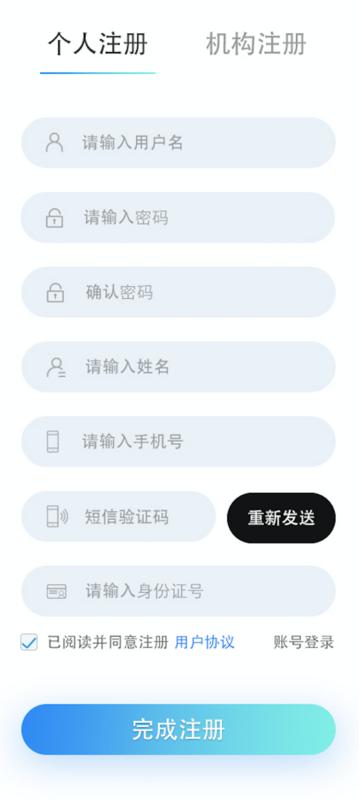 个人注册 机构注册
请输入用户名
请输入密码
确认密码
请输入姓名
请输入手机号
短信验证码 重新发送
请输入身份证号
已阅读并同意注册 用户协议 账号登录
完成注册